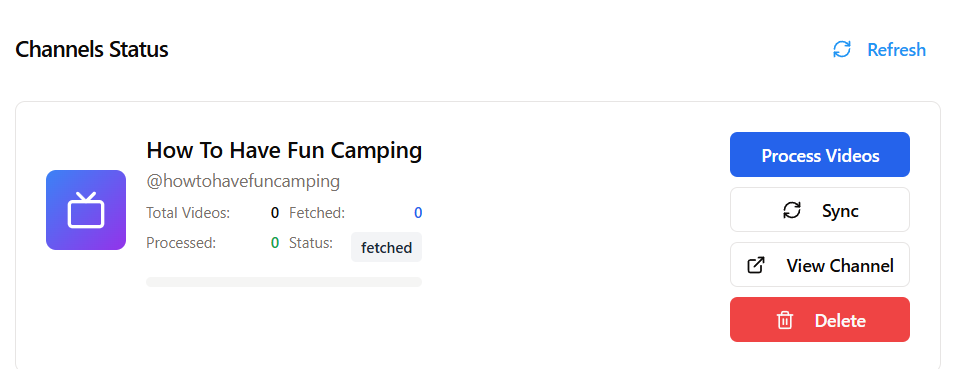 Channels Status
Refresh
How To Have Fun Camping
@howtohavefuncamping
Total Videos: 0 Fetched: 0
Processed: 0 Status: fetched
Process Videos
Sync
View Channel
Delete